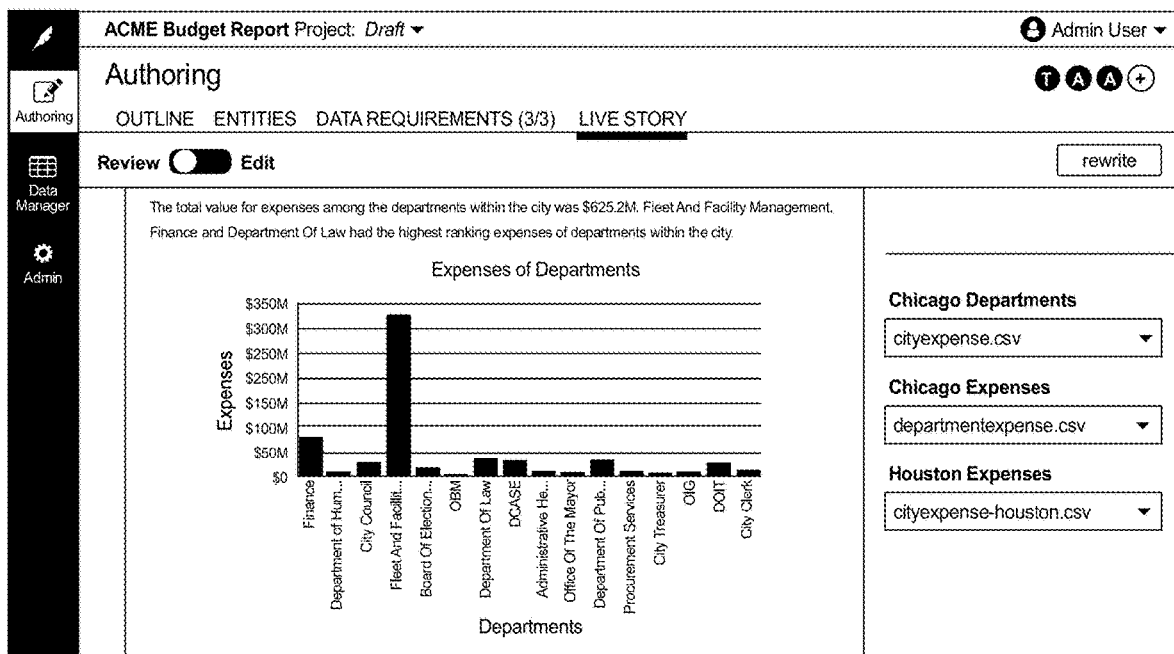 ACME Budget Report Project: Draft
Admin User
Authoring
T A A +
Authoring
OUTLINE ENTITIES DATA REQUIREMENTS (3/3) LIVE STORY
Review Edit
rewrite
Data
Manager
Admin
The total value for expenses among the departments within the city was $625.2M. Fleet And Facility Management,
Finance and Department Of Law had the highest ranking expenses of departments within the city.
Expenses of Departments
Expenses
$350M
$300M
$250M
$250M
$150M
$100M
$50M
$0
Finance
Department of Hum...
City Council
Fleet And Facilit...
Board Of Election...
OBM
Department Of Law
DCASE
Administrative He...
Office Of The Mayor
Department Of Pub...
Procurement Services
City Treasurer
OIG
DOIT
City Clerk
Departments
Chicago Departments
cityexpense.csv
Chicago Expenses
departmentexpense.csv
Houston Expenses
cityexpense-houston.csv